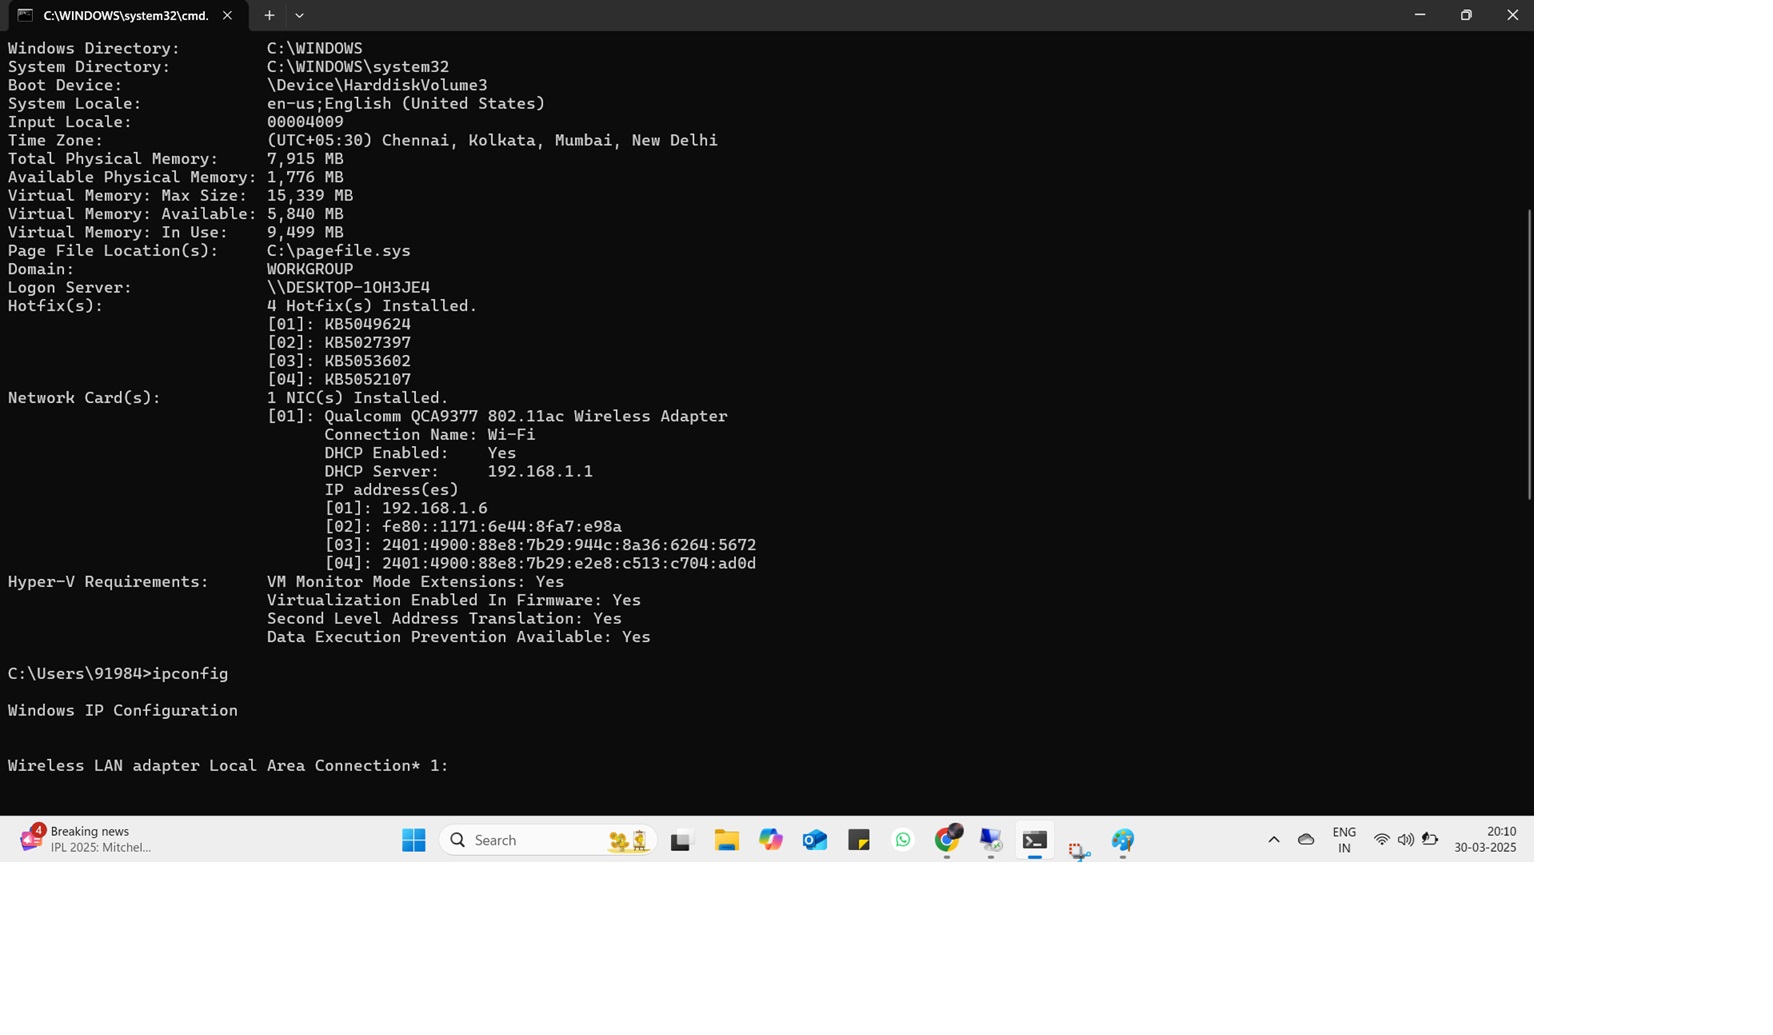 C:\WINDOWS\system32\cmd.
Windows Directory: C:\WINDOWS
System Directory: C:\WINDOWS\system32
Boot Device: \Device\HarddiskVolume3
System Locale: en-us;English (United States)
Input Locale: 00004009
Time Zone: (UTC+05:30) Chennai, Kolkata, Mumbai, New Delhi
Total Physical Memory: 7,915 MB
Available Physical Memory: 1,776 MB
Virtual Memory: Max Size: 15,339 MB
Virtual Memory: Available: 5,840 MB
Virtual Memory: In Use: 9,499 MB
Page File Location(s): C:\pagefile.sys
Domain: WORKGROUP
Logon Server: \\DESKTOP-1OH3JE4
Hotfix(s): 4 Hotfix(s) Installed.
[01]: KB5049624
[02]: KB5027397
[03]: KB5053602
[04]: KB5052107
Network Card(s): 1 NIC(s) Installed.
[01]: Qualcomm QCA9377 802.11ac Wireless Adapter
Connection Name: Wi-Fi
DHCP Enabled: Yes
DHCP Server: 192.168.1.1
IP address(es)
[01]: 192.168.1.6
[02]: fe80::1171:6e44:8fa7:e98a
[03]: 2401:4900:88e8:7b29:944c:8a36:6264:5672
[04]: 2401:4900:88e8:7b29:e2e8:c513:c704:ad0d
Hyper-V Requirements: VM Monitor Mode Extensions: Yes
Virtualization Enabled In Firmware: Yes
Second Level Address Translation: Yes
Data Execution Prevention Available: Yes
C:\Users\91984>ipconfig
Windows IP Configuration
Wireless LAN adapter Local Area Connection* 1:
4
Breaking news
IPL 2025: Mitchel...
Search
ENG
IN
20:10
30-03-2025